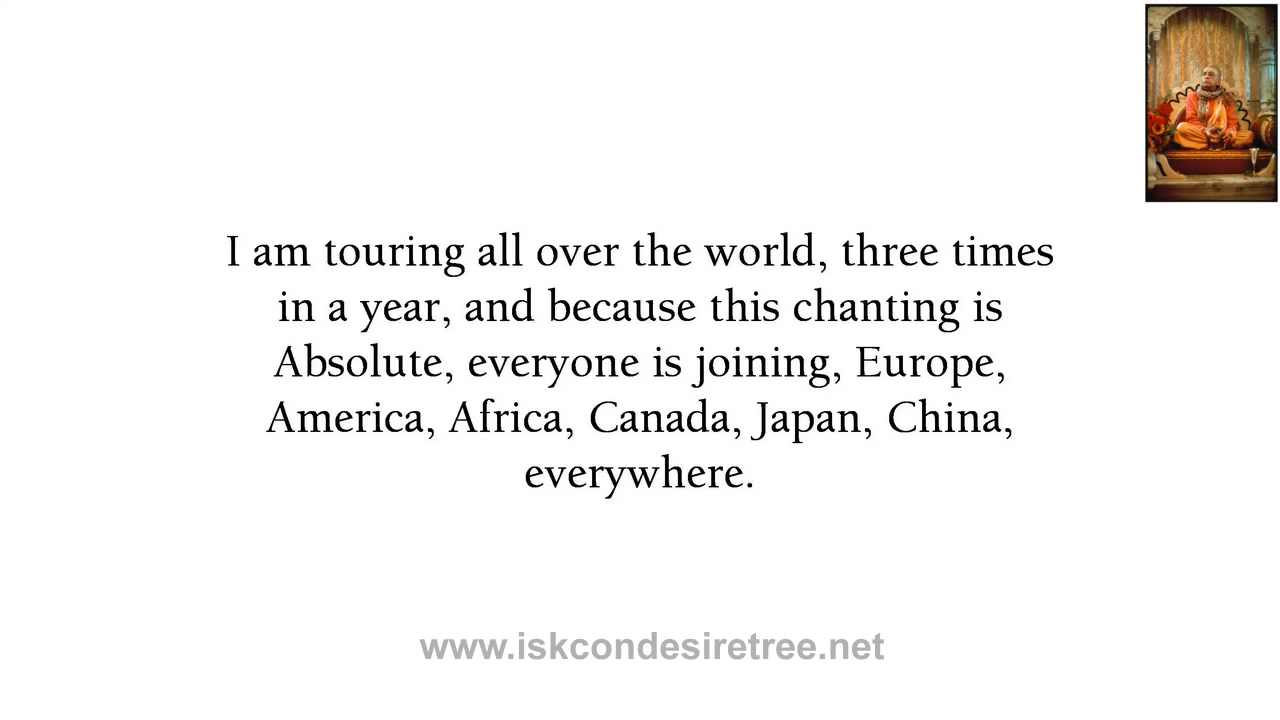 I am touring all over the world, three times
in a year, and because this chanting is
Absolute, everyone is joining, Europe,
America, Africa, Canada, Japan, China,
everywhere.
www.iskcondesiretree.net